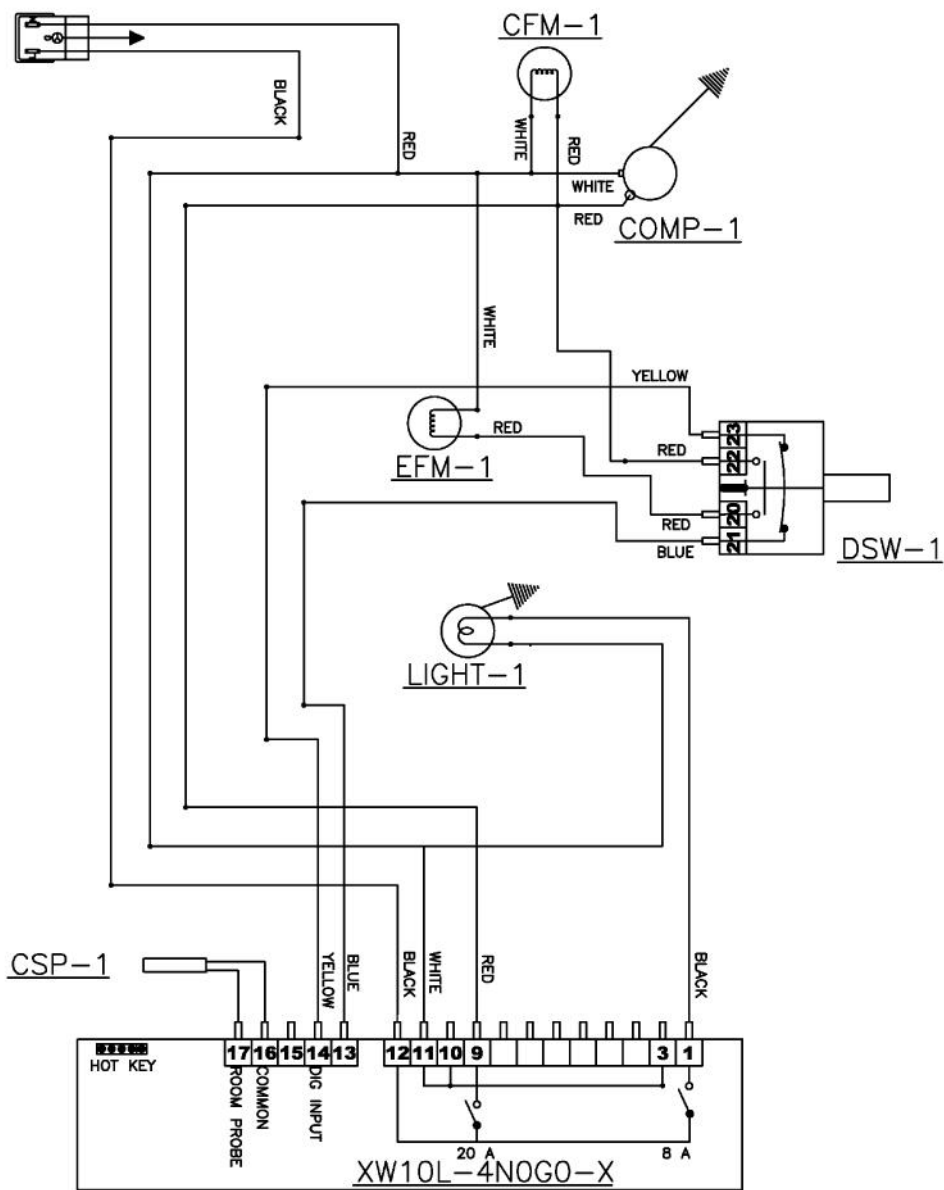 CFM-1
BLACK
RED
WHITE
RED
WHITE
RED
COMP-1
WHITE
YELLOW
EFM-1
RED
RED
23
22
20
21
RED
BLUE
DSW-1
LIGHT-1
CSP-1
YELLOW
BLUE
BLACK
WHITE
RED
BLACK
HOT KEY
17 16 15 14 13 12 11 10 9 3 1
ROOM PROBE
COMMON
DIG INPUT
20 A
8 A
XW10L-4N0G0-X